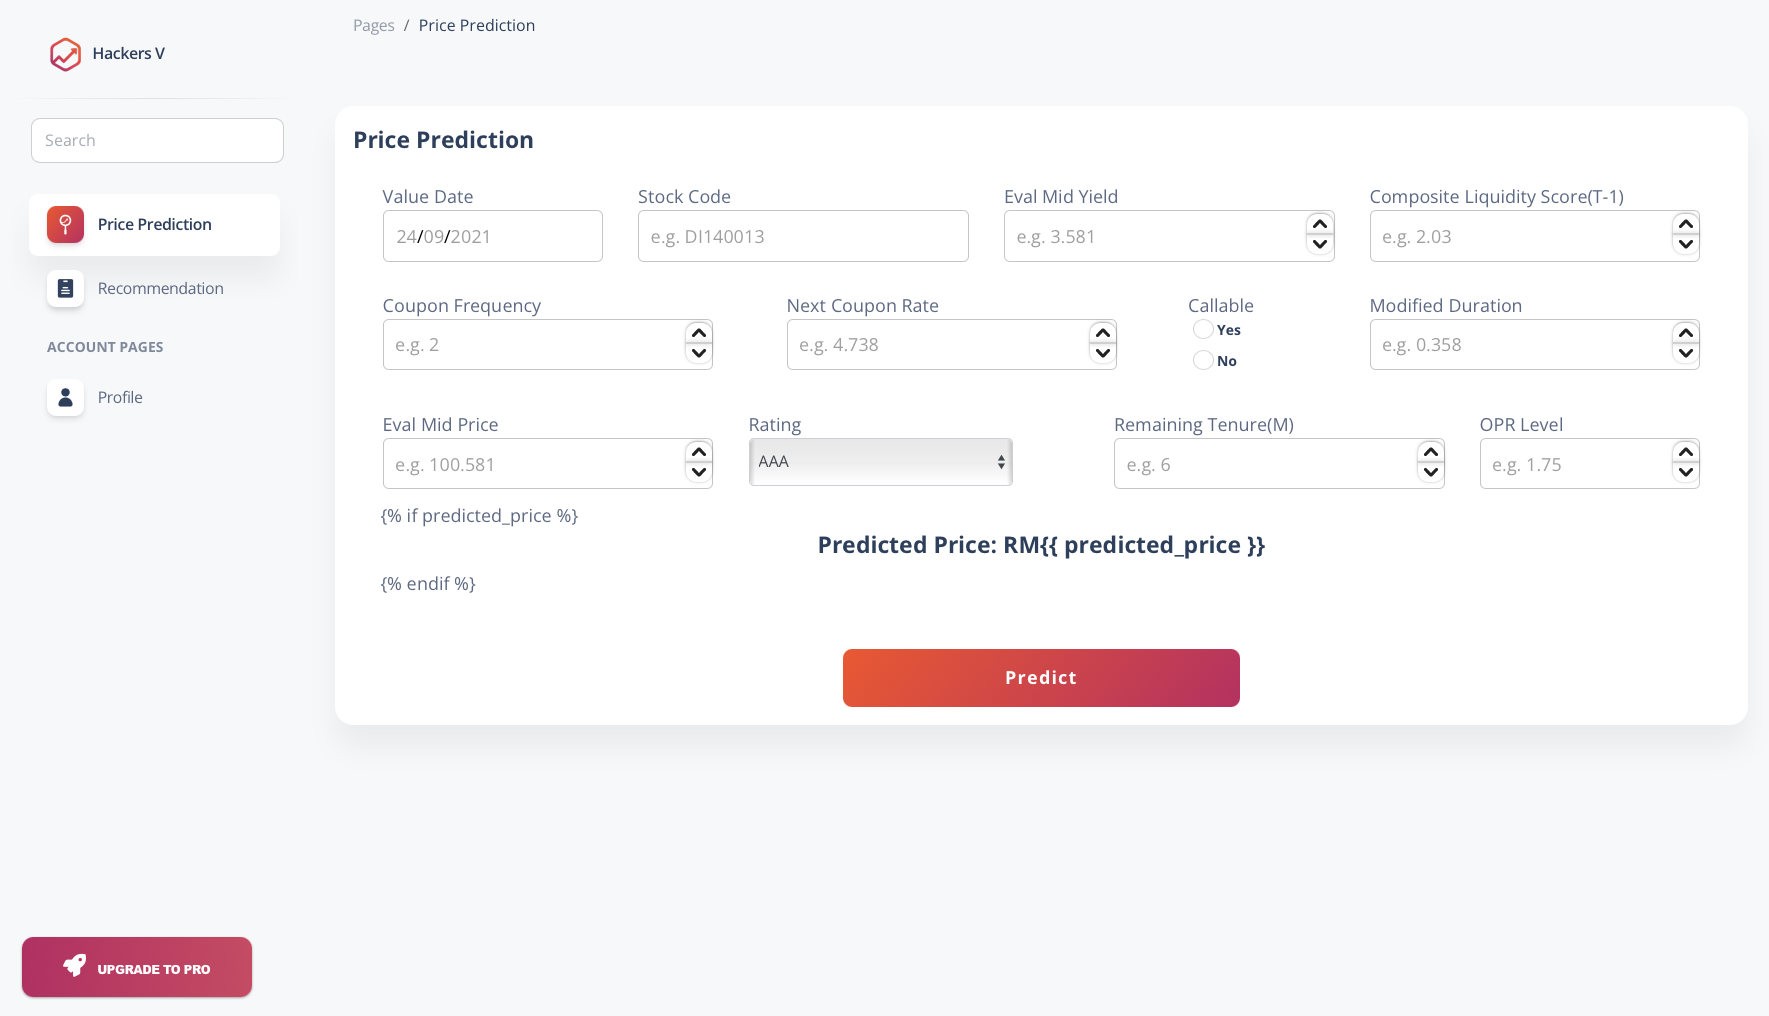 Pages / Price Prediction
Hackers V
Search
Price Prediction
Recommendation
ACCOUNT PAGES
Profile
UPGRADE TO PRO
Price Prediction
Value Date Stock Code Eval Mid Yield Composite Liquidity Score(T-1)
24/09/2021 e.g. DI140013 e.g. 3.581 e.g. 2.03
Coupon Frequency Next Coupon Rate Callable Modified Duration
e.g. 2 e.g. 4.738 Yes e.g. 0.358
No
Eval Mid Price Rating Remaining Tenure(M) OPR Level
e.g. 100.581 AAA e.g. 6 e.g. 1.75
{% if predicted_price %}
Predicted Price: RM{{ predicted_price }}
{% endif %}
Predict